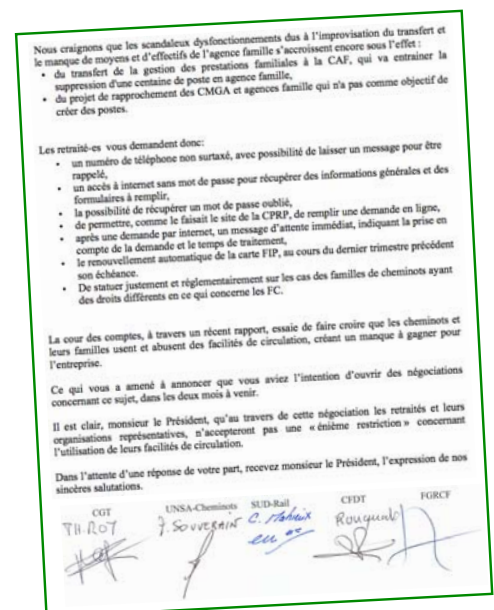 Nous craignons que les scandaleux dysfonctionnements dus à l'improvisation du transfert et
le manque de moyens et d'effectifs de l'agence famille s'accroissent encore sous l'effet :
• du transfert de la gestion des prestations familiales à la CAF, qui va entrainer la
suppression d'une centaine de poste en agence famille,
• du projet de rapprochement des CMGA et agences famille qui n'a pas comme objectif de
créer des postes.
Les retraité-es vous demandent donc:
• un numéro de téléphone non surtaxé, avec possibilité de laisser un message pour être
rappelé,
• un accès à internet sans mot de passe pour récupérer des informations générales et des
formulaires à remplir,
• la possibilité de récupérer un mot de passe oublié,
• de permettre, comme le faisait le site de la CPRP, de remplir une demande en ligne,
• après une demande par internet, un message d'attente immédiat, indiquant la prise en
compte de la demande et le temps de traitement,
• le renouvellement automatique de la carte FIP, au cours du dernier trimestre précédent
son échéance.
• De statuer justement et réglementairement sur les cas des familles de cheminots ayant
des droits différents en ce qui concerne les FC.
La cour des comptes, à travers un récent rapport, essaie de faire croire que les cheminots et
leurs familles usent et abusent des facilités de circulation, créant un manque à gagner pour
l'entreprise.
Ce qui vous a amené à annoncer que vous aviez l'intention d'ouvrir des négociations
concernant ce sujet, dans les deux mois à venir.
Il est clair, monsieur le Président, qu'au travers de cette négociation les retraités et leurs
organisations représentatives, n'accepteront pas une « énième restriction » concernant
l'utilisation de leurs facilités de circulation.
Dans l'attente d'une réponse de votre part, recevez monsieur le Président, l'expression de nos
sincères salutations.
CGT UNSA-Cheminots SUD-Rail CFDT FGRCF
TH.ROY J. SOUVERAIN